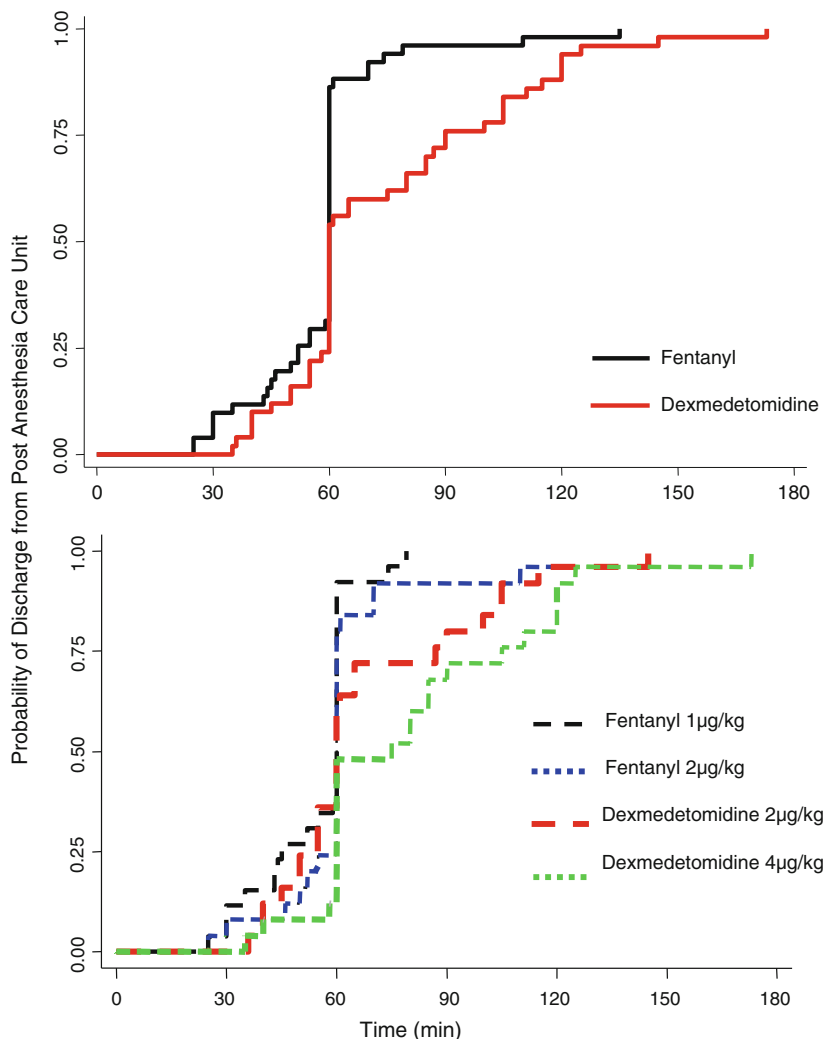 Probability of Discharge from Post Anesthesia Care Unit
1.00
0.75
0.50
0.25
0.00
Fentanyl
Dexmedetomidine
0 30 60 90 120 150 180
1.00
0.75
0.50
0.25
0.00
Fentanyl 1µg/kg
Fentanyl 2µg/kg
Dexmedetomidine 2µg/kg
Dexmedetomidine 4µg/kg
0 30 60 90 120 150 180
Time (min)